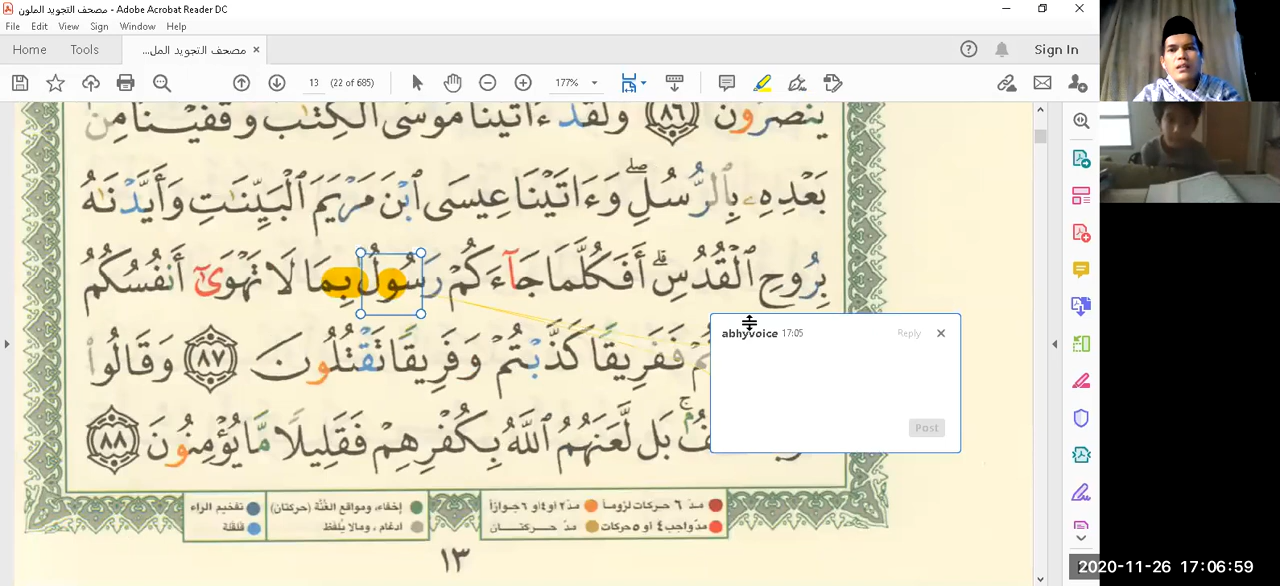 مصحف التجويد الملون - Adobe Acrobat Reader DC
File Edit View Sign Window Help
Home Tools مصحف التجويد المل... × Sign In
13 (22 of 685) 177%
يُنصَرُونَ ٨٦ وَلَقَدْ ءَاتَيْنَا مُوسَى الْكِتَٰبَ وَقَفَّيْنَا مِنۢ
بَعْدِهِۦ بِٱلرُّسُلِ ۖ وَءَاتَيْنَا عِيسَى ٱبْنَ مَرْيَمَ ٱلْبَيِّنَٰتِ وَأَيَّدْنَٰهُ
بِرُوحِ ٱلْقُدُسِ ۗ أَفَكُلَّمَا جَآءَكُمْ رَسُولٌۢ بِمَا لَا تَهْوَىٰٓ أَنفُسُكُمُ
فَفَرِيقًا كَذَّبْتُمْ وَفَرِيقًا تَقْتُلُونَ ٨٧ وَقَالُوا۟
بَل لَّعَنَهُمُ ٱللَّهُ بِكُفْرِهِمْ فَقَلِيلًا مَّا يُؤْمِنُونَ ٨٨
abhyvoice 17:05 Reply
Post
مدّ ٦ حركات لزوماً مدّ ٢ أو ٤ أو ٦ جوازاً إخفاء، ومواقع الغُنَّة (حركتان) تفخيم الراء
مدّ واجب ٤ أو ٥ حركات مدّ حركتان ادغام، ومالا يُلفظ قلقلة
١٣
2020-11-26 17:06:59